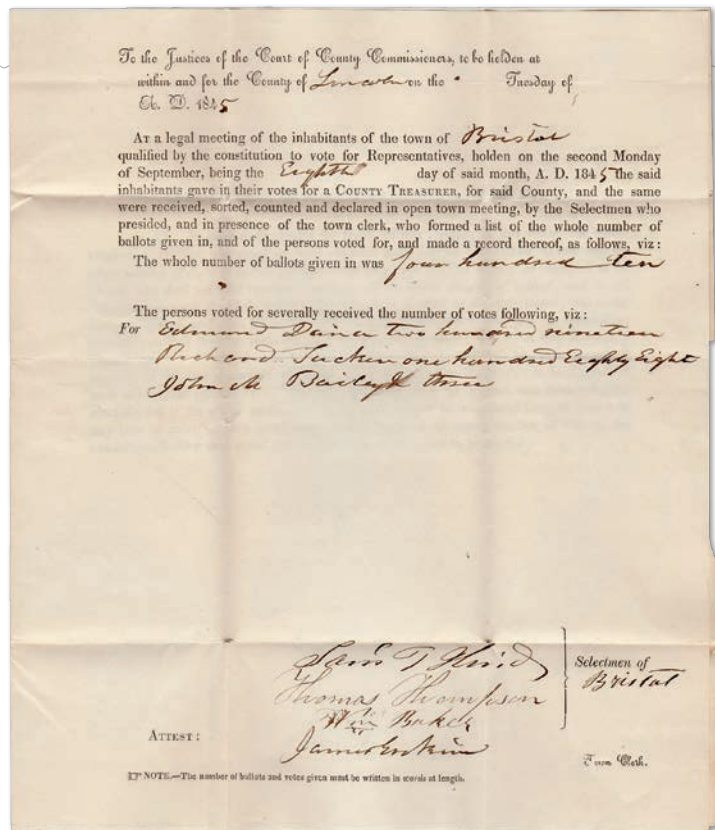 To the Justices of the Court of County Commissioners, to be holden at
within and for the County of Lincoln on the Tuesday of
A. D. 1845
AT a legal meeting of the inhabitants of the town of Bristol
qualified by the constitution to vote for Representatives, holden on the second Monday
of September, being the Eighth day of said month, A. D. 1845 the said
inhabitants gave in their votes for a COUNTY TREASURER, for said County, and the same
were received, sorted, counted and declared in open town meeting, by the Selectmen who
presided, and in presence of the town clerk, who formed a list of the whole number of
ballots given in, and of the persons voted for, and made a record thereof, as follows, viz:
The whole number of ballots given in was four hundred ten
The persons voted for severally received the number of votes following, viz:
For Edmund Dana two hundred nineteen
Richard Tucker one hundred Eighty Eight
John M Bailey three
Selectmen of
Thomas Thompson Bristol
Wm Baker
ATTEST:
James Erskine
Town Clerk.
☞ NOTE.—The number of ballots and votes given must be written in words at length.